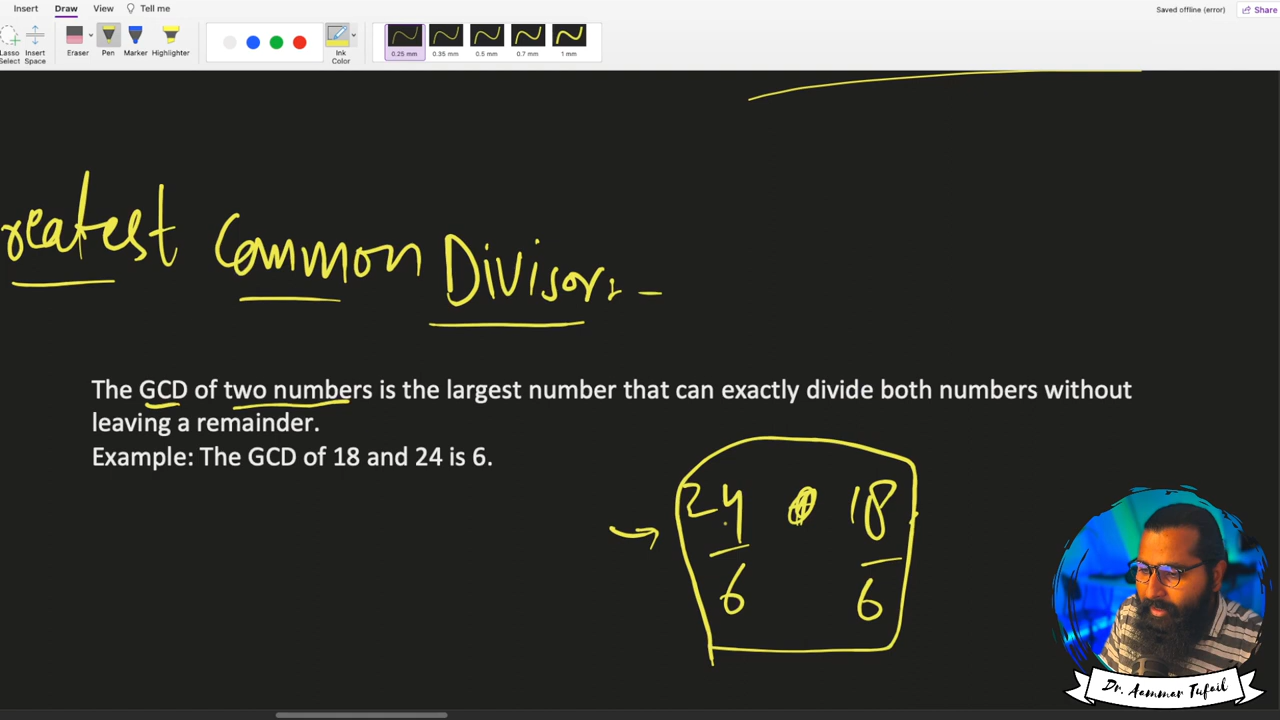 Insert Draw View Tell me Saved offline (error) Share
Lasso Select Insert Space Eraser Pen Marker Highlighter Ink Color 0.25 mm 0.35 mm 0.5 mm 0.7 mm 1 mm
reatest Common Divisor: -
The GCD of two numbers is the largest number that can exactly divide both numbers without
leaving a remainder.
Example: The GCD of 18 and 24 is 6.
24 18
6 6
Dr. Aammar Tufail